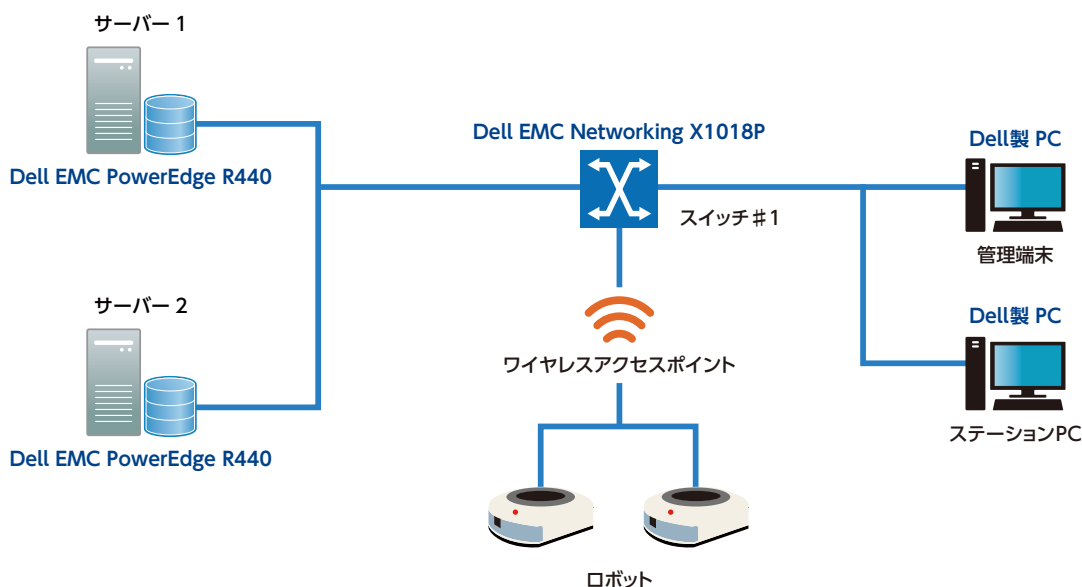 サーバー 1
Dell EMC PowerEdge R440
サーバー 2
Dell EMC PowerEdge R440
Dell EMC Networking X1018P
スイッチ♯1
ワイヤレスアクセスポイント
ロボット
Dell製 PC
管理端末
Dell製 PC
ステーションPC